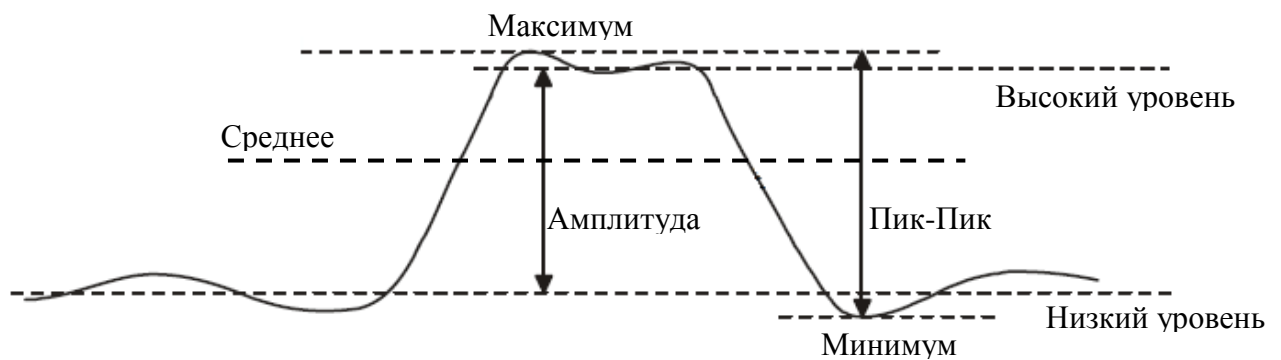 Максимум
Высокий уровень
Среднее
Амплитуда
Пик-Пик
Низкий уровень
Минимум